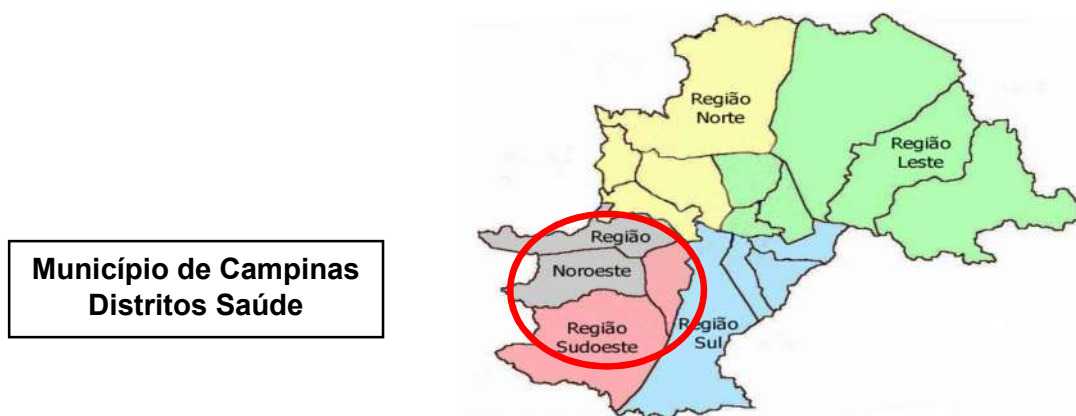 Município de Campinas
Distritos Saúde
Região
Norte
Região
Leste
Região
Noroeste
Região
Sudoeste
Região
Sul